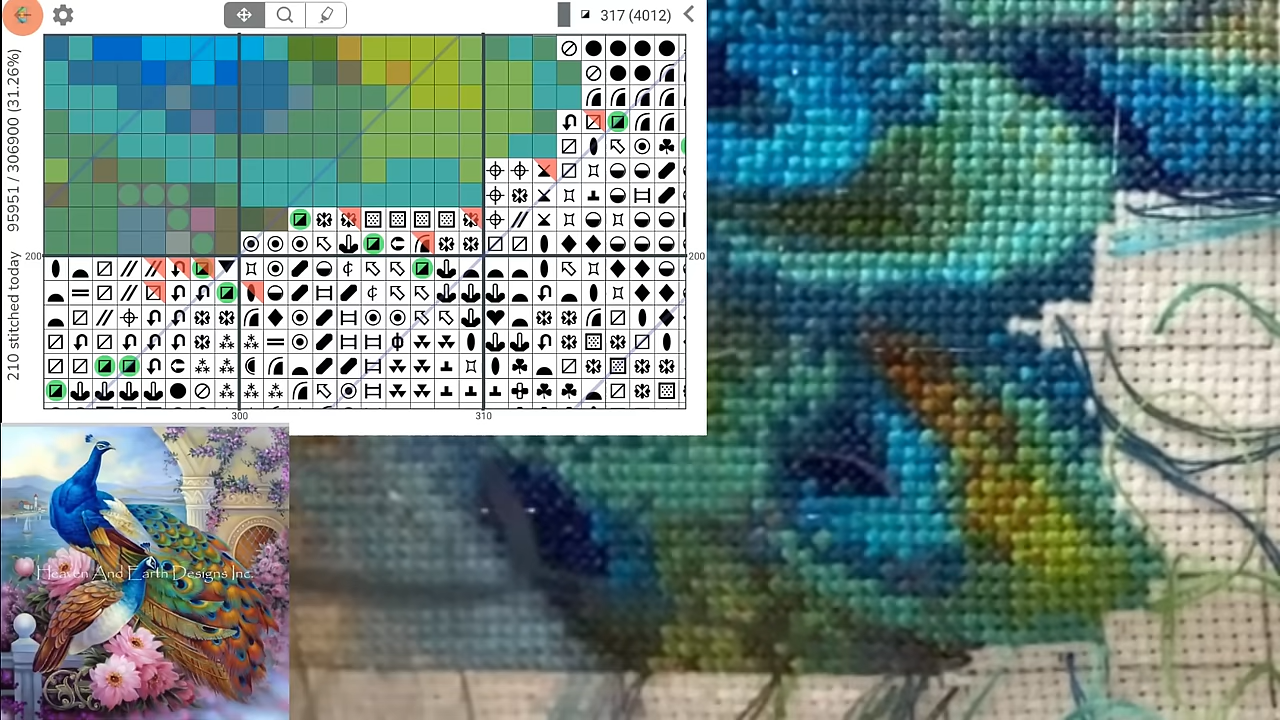 317 (4012)
95951 / 306900 (31.26%)
210 stitched today
200
200
300
310
Heaven And Earth Designs Inc.